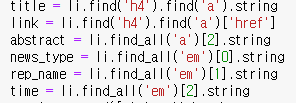 title = li.find('h4').find('a').string
link = li.find('h4').find('a')['href']
abstract = li.find_all('a')[2].string
news_type = li.find_all('em')[0].string
rep_name = li.find_all('em')[1].string
time = li.find_all('em')[2].string